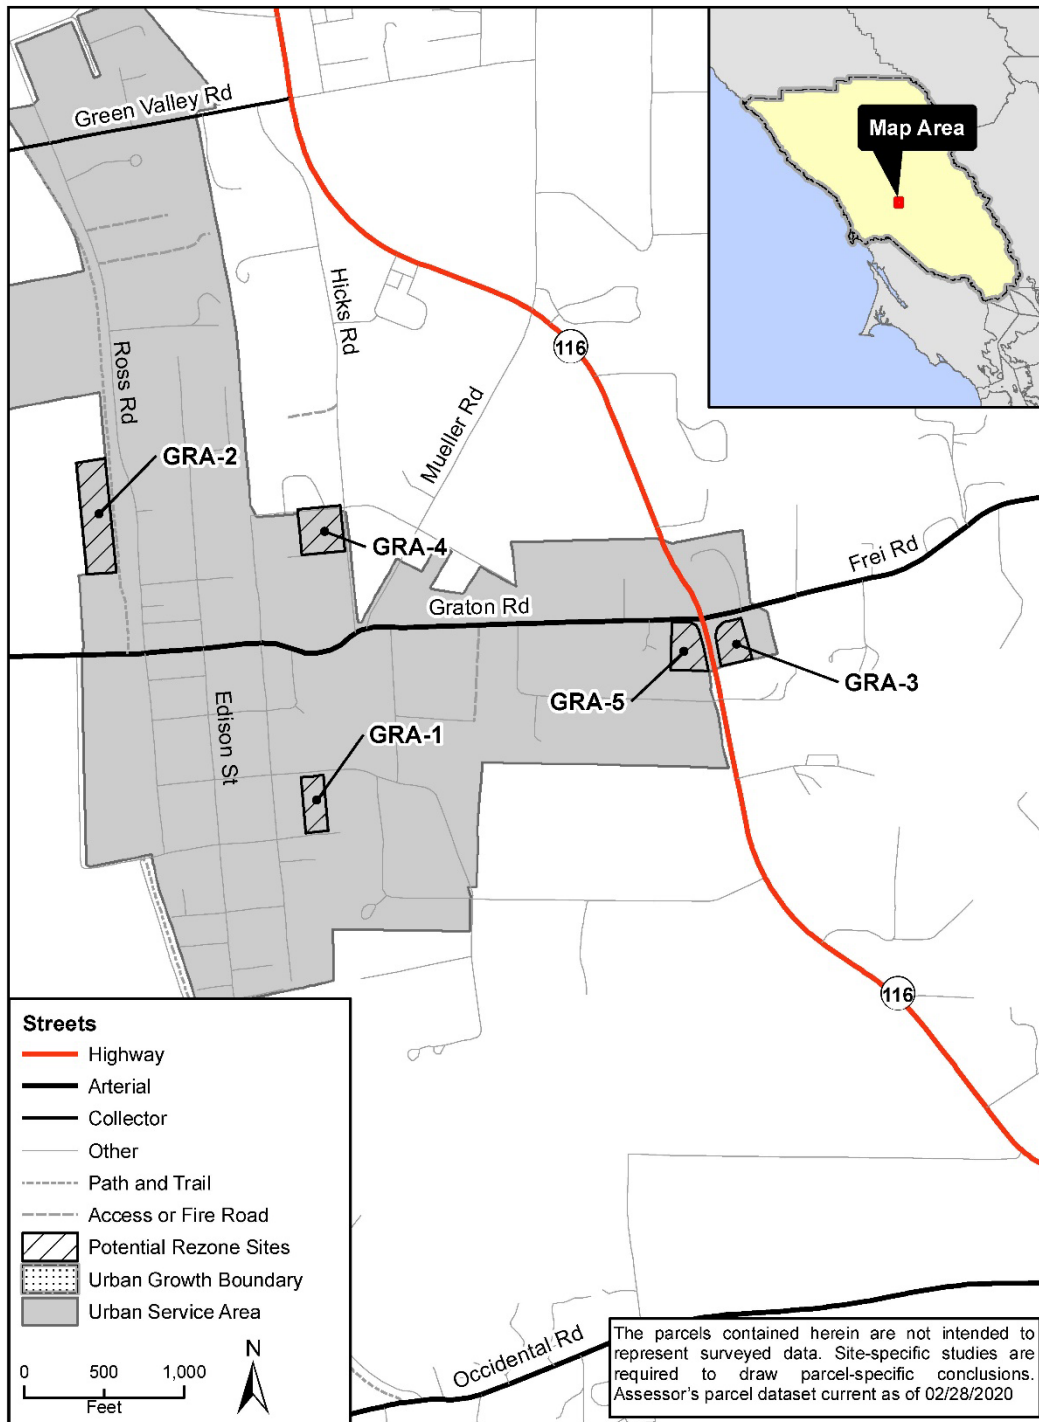 Green Valley Rd
Map Area
Hicks Rd
116
Ross Rd
Mueller Rd
GRA-2
GRA-4
Frei Rd
Graton Rd
GRA-3
GRA-5
Edison St
GRA-1
116
Streets
Highway
Arterial
Collector
Other
Path and Trail
Access or Fire Road
Potential Rezone Sites
Urban Growth Boundary
Urban Service Area
N
0 500 1,000
Feet
Occidental Rd
The parcels contained herein are not intended to
represent surveyed data. Site-specific studies are
required to draw parcel-specific conclusions.
Assessor's parcel dataset current as of 02/28/2020